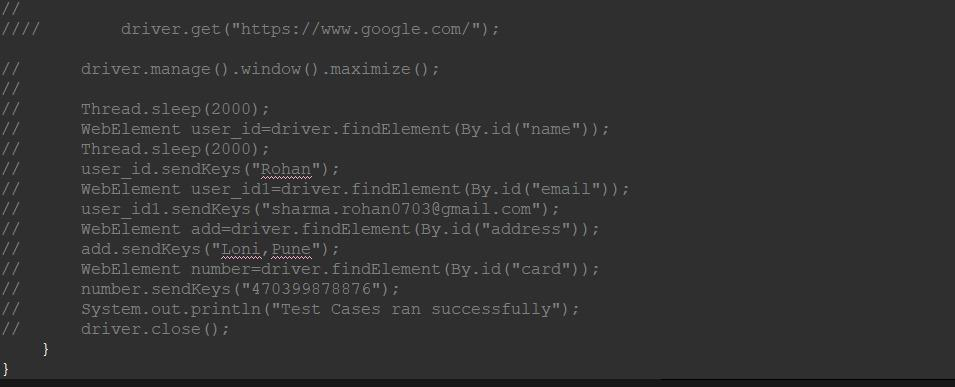 //
////        driver.get("https://www.google.com/");
//      driver.manage().window().maximize();
//
//      Thread.sleep(2000);
//      WebElement user_id=driver.findElement(By.id("name"));
//      Thread.sleep(2000);
//      user_id.sendKeys("Rohan");
//      WebElement user_id1=driver.findElement(By.id("email"));
//      user_id1.sendKeys("sharma.rohan0703@gmail.com");
//      WebElement add=driver.findElement(By.id("address"));
//      add.sendKeys("Loni,Pune");
//      WebElement number=driver.findElement(By.id("card"));
//      number.sendKeys("470399878876");
//      System.out.println("Test Cases ran successfully");
//      driver.close();
    }
}